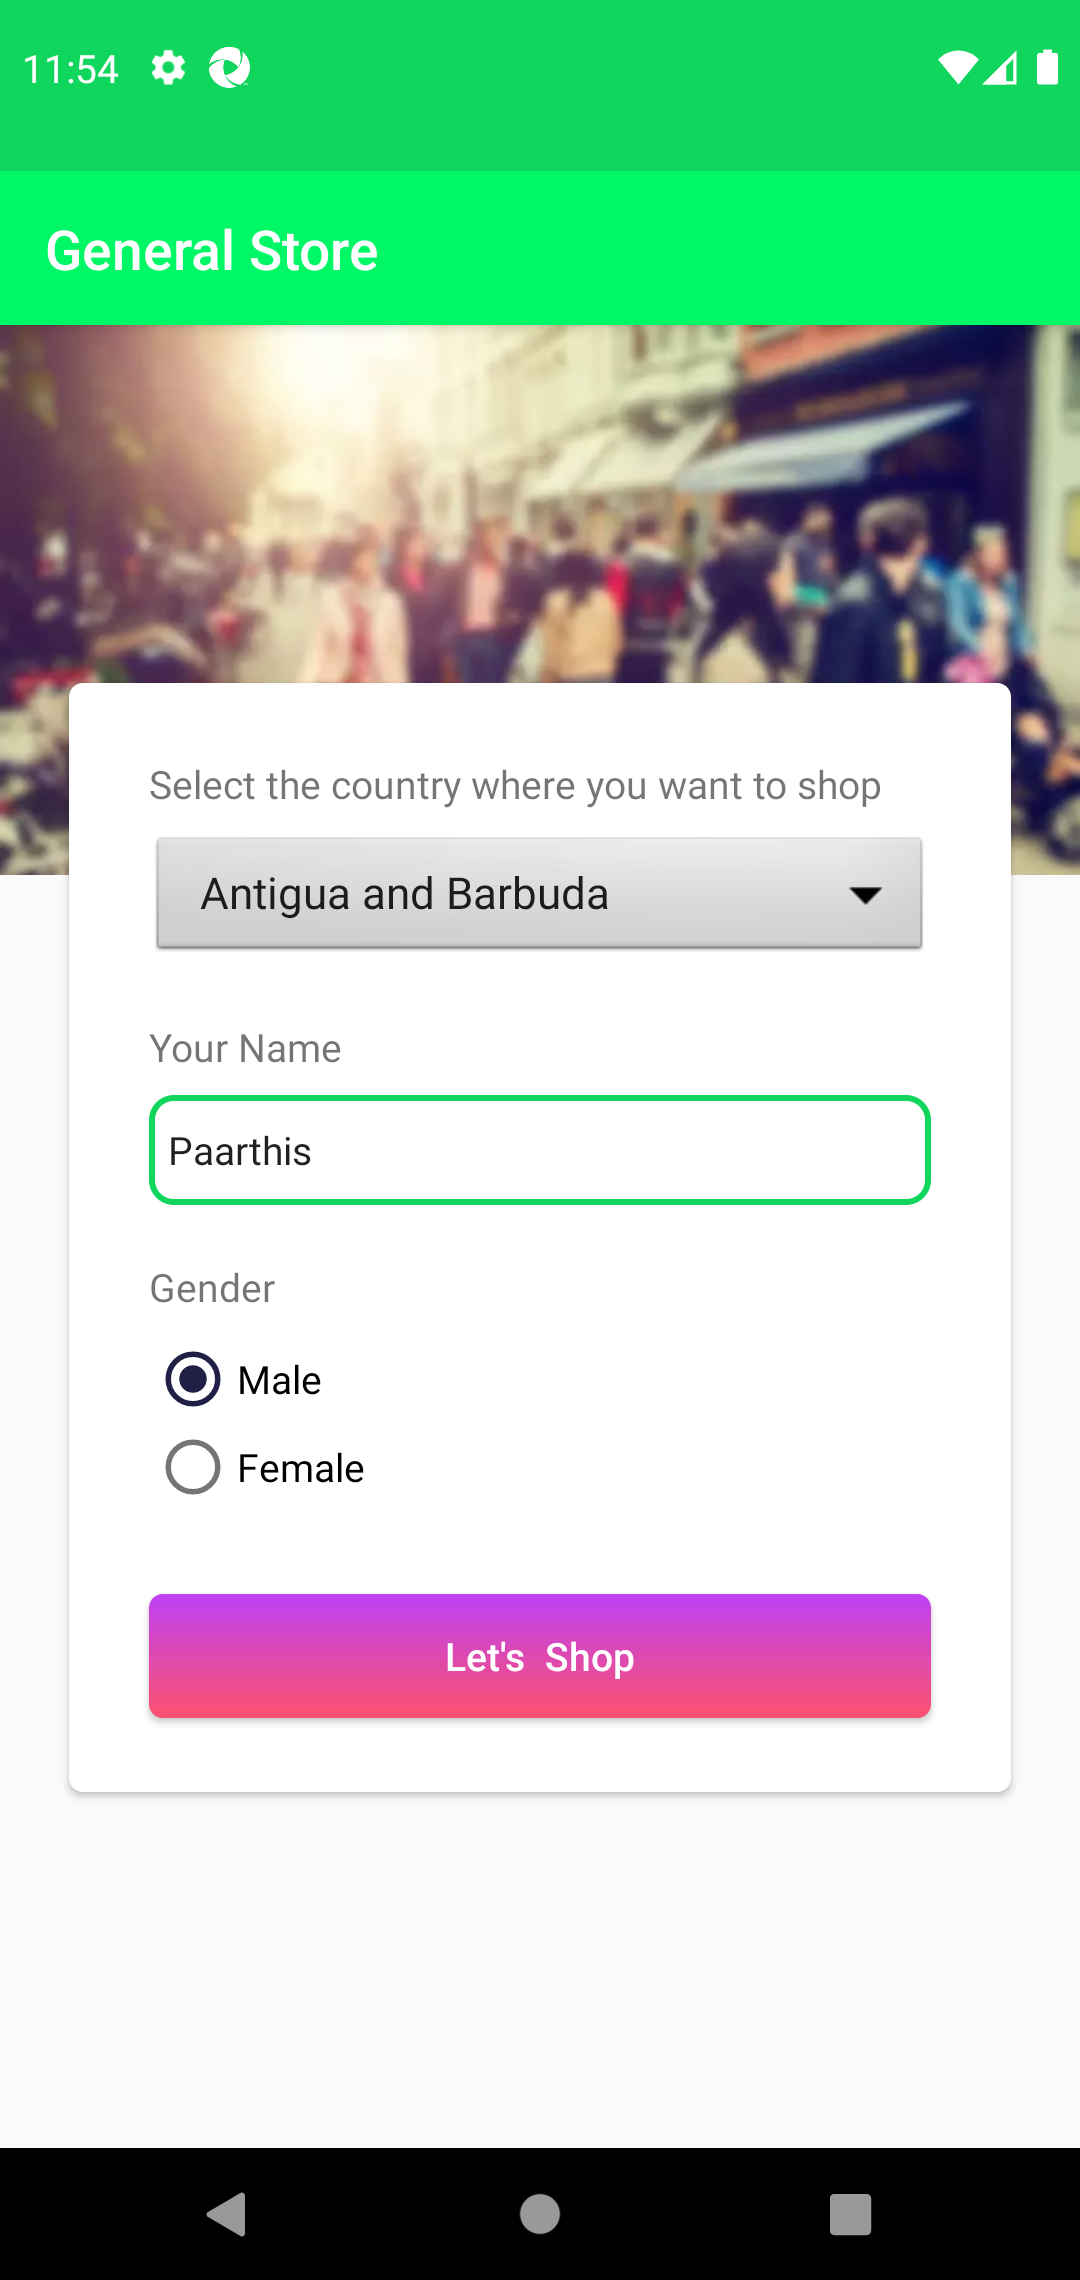 11:54
General Store
Select the country where you want to shop
Antigua and Barbuda
Your Name
Paarthis
Gender
Male
Female
Let's  Shop